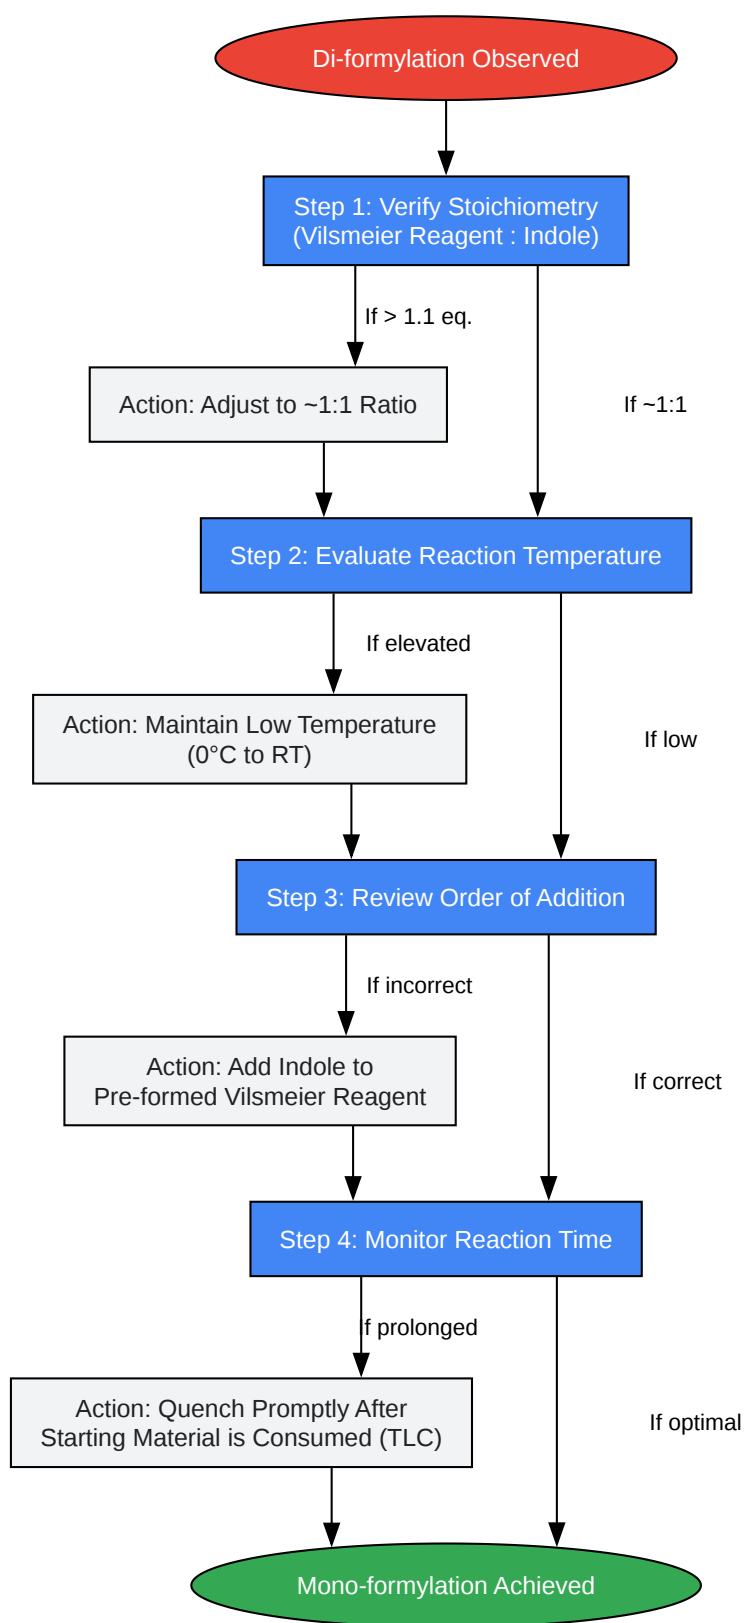 Di-formylation Observed
Step 1: Verify Stoichiometry
(Vilsmeier Reagent : Indole)
If > 1.1 eq.
Action: Adjust to ~1:1 Ratio
If ~1:1
Step 2: Evaluate Reaction Temperature
If elevated
Action: Maintain Low Temperature
(0°C to RT)
If low
Step 3: Review Order of Addition
If incorrect
Action: Add Indole to
Pre-formed Vilsmeier Reagent
If correct
Step 4: Monitor Reaction Time
If prolonged
Action: Quench Promptly After
Starting Material is Consumed (TLC)
If optimal
Mono-formylation Achieved